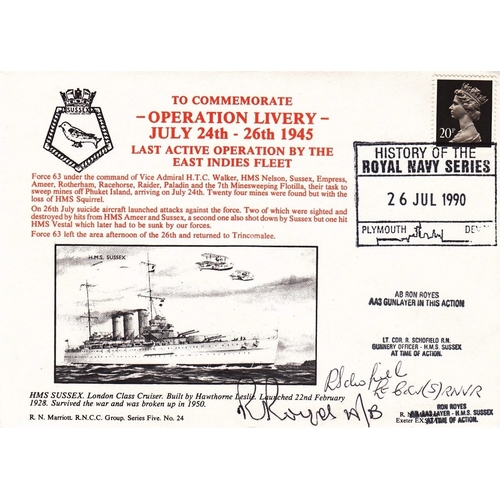 SUSSEX
TO COMMEMORATE
-OPERATION LIVERY-
JULY 24th - 26th 1945
LAST ACTIVE OPERATION BY THE
EAST INDIES FLEET
Force 63 under the command of Vice Admiral H.T.C. Walker, HMS Nelson, Sussex, Empress,
Ameer, Rotherham, Racehorse, Raider, Paladin and the 7th Minesweeping Flotilla, their task to
sweep mines off Phuket Island, arriving on July 24th. Twenty four mines were found but with the
loss of HMS Squirrel.
On 26th July suicide aircraft launched attacks against the force. Two of which were sighted and
destroyed by hits from HMS Ameer and Sussex, a second one also shot down by Sussex but one hit
HMS Vestal which later had to be sunk by our forces.
Force 63 left the area afternoon of the 26th and returned to Trincomalee.
20P
HISTORY OF THE
ROYAL NAVY SERIES
26 JUL 1990
PLYMOUTH
H.M.S. SUSSEX
AB RON ROYES
AA3 GUNLAYER IN THIS ACTION
LT. CDR. R. SCHOFIELD R.N.
GUNNERY OFFICER - H.M.S. SUSSEX
AT TIME OF ACTION.
R Schofield
RNVR
HMS SUSSEX. London Class Cruiser. Built by Hawthorne Leslie. Launched 22nd February
1928. Survived the war and was broken up in 1950.
R Royes A/B
RON ROYES
H.M.S. SUSSEX
AT TIME OF ACTION.
R. N. Marriott. R.N.C.C. Group. Series Five. No. 24
Exeter